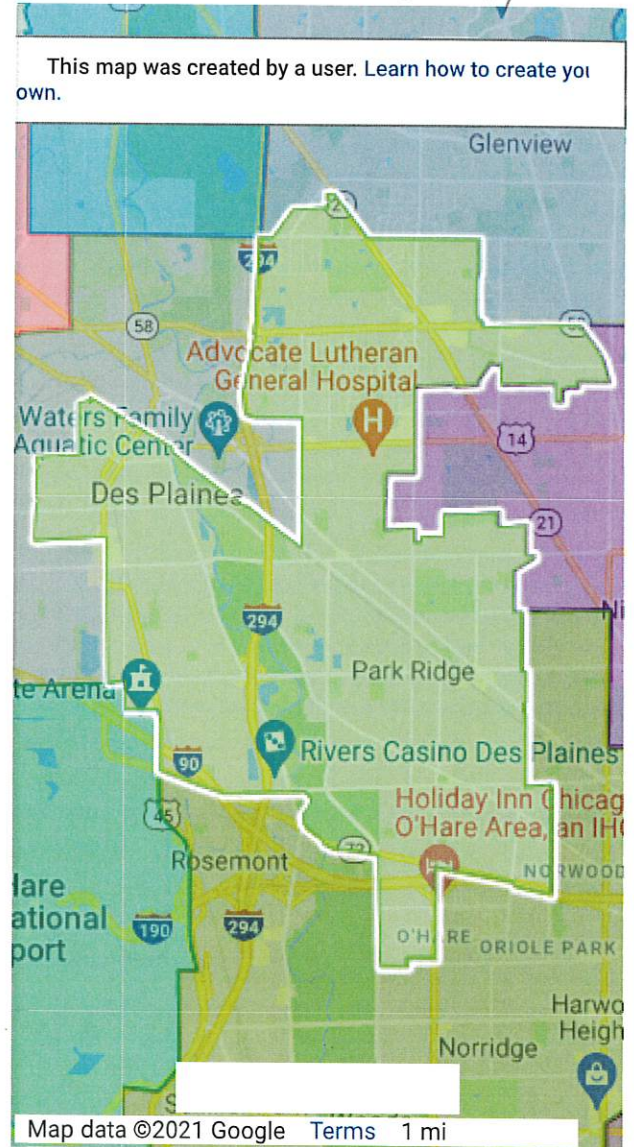 This map was created by a user. Learn how to create you
own.
Glenview
294
58
Advocate Lutheran
General Hospital
H
Waters Family
Aquatic Center
14
Des Plaines
21
294
te Arena
Park Ridge
Rivers Casino Des Plaines
90
Holiday Inn Chicag
O'Hare Area, an IH
45
72
Rosemont
NORWOOD
Hare
ational
port
190
294
O'HARE
ORIOLE PARK
Harwo
Heigh
Norridge
Map data ©2021 Google Terms 1 mi